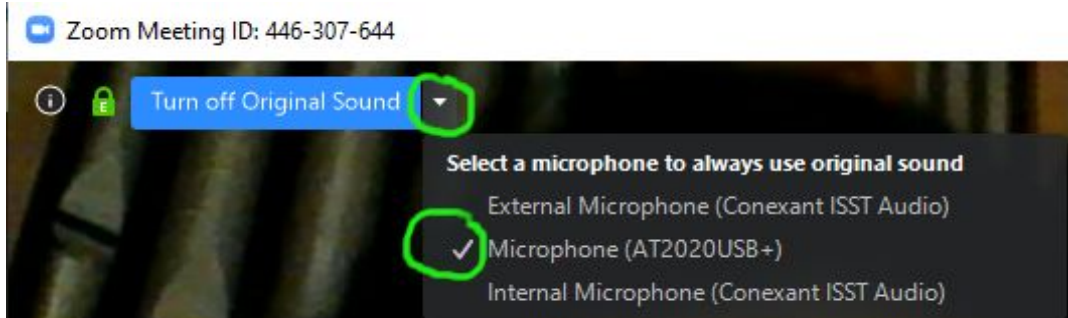 Zoom Meeting ID: 446-307-644
Turn off Original Sound
Select a microphone to always use original sound
External Microphone (Conexant ISST Audio)
Microphone (AT2020USB+)
Internal Microphone (Conexant ISST Audio)